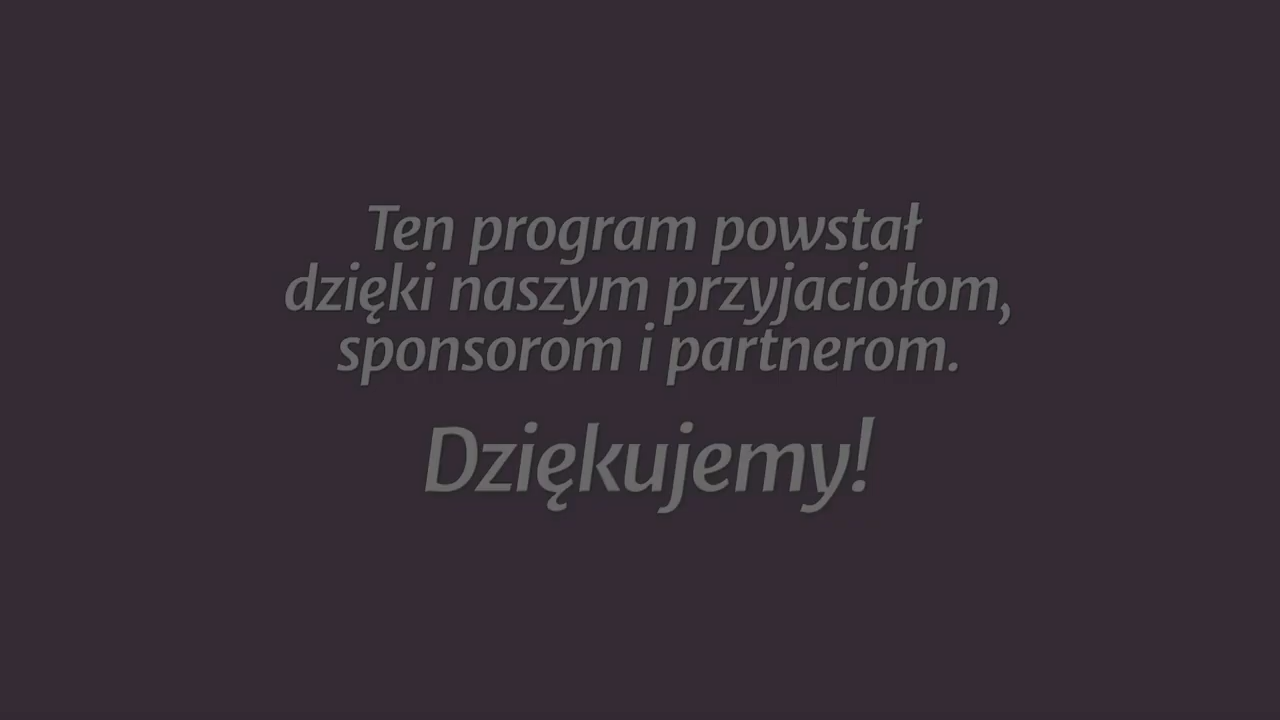 Ten program powstał
dzięki naszym przyjaciołom,
sponsorom i partnerom.
Dziękujemy!